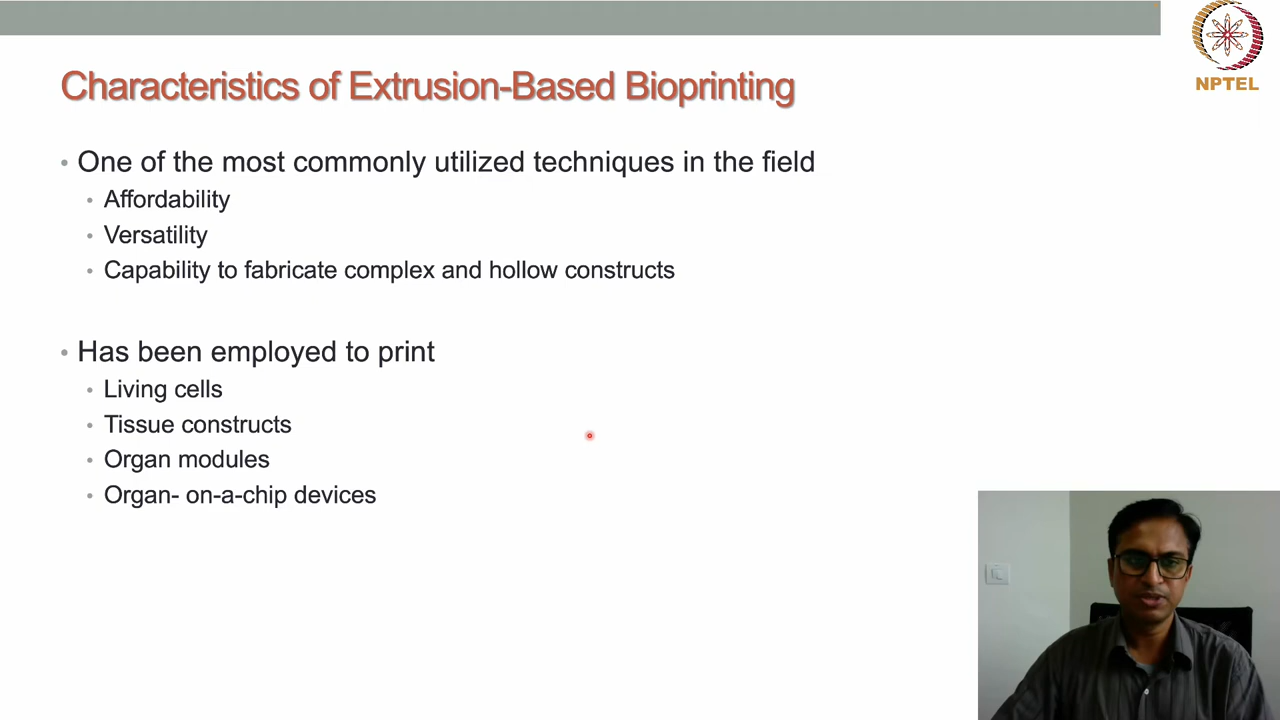 NPTEL
Characteristics of Extrusion-Based Bioprinting
• One of the most commonly utilized techniques in the field
• Affordability
• Versatility
• Capability to fabricate complex and hollow constructs
• Has been employed to print
• Living cells
• Tissue constructs
• Organ modules
• Organ- on-a-chip devices